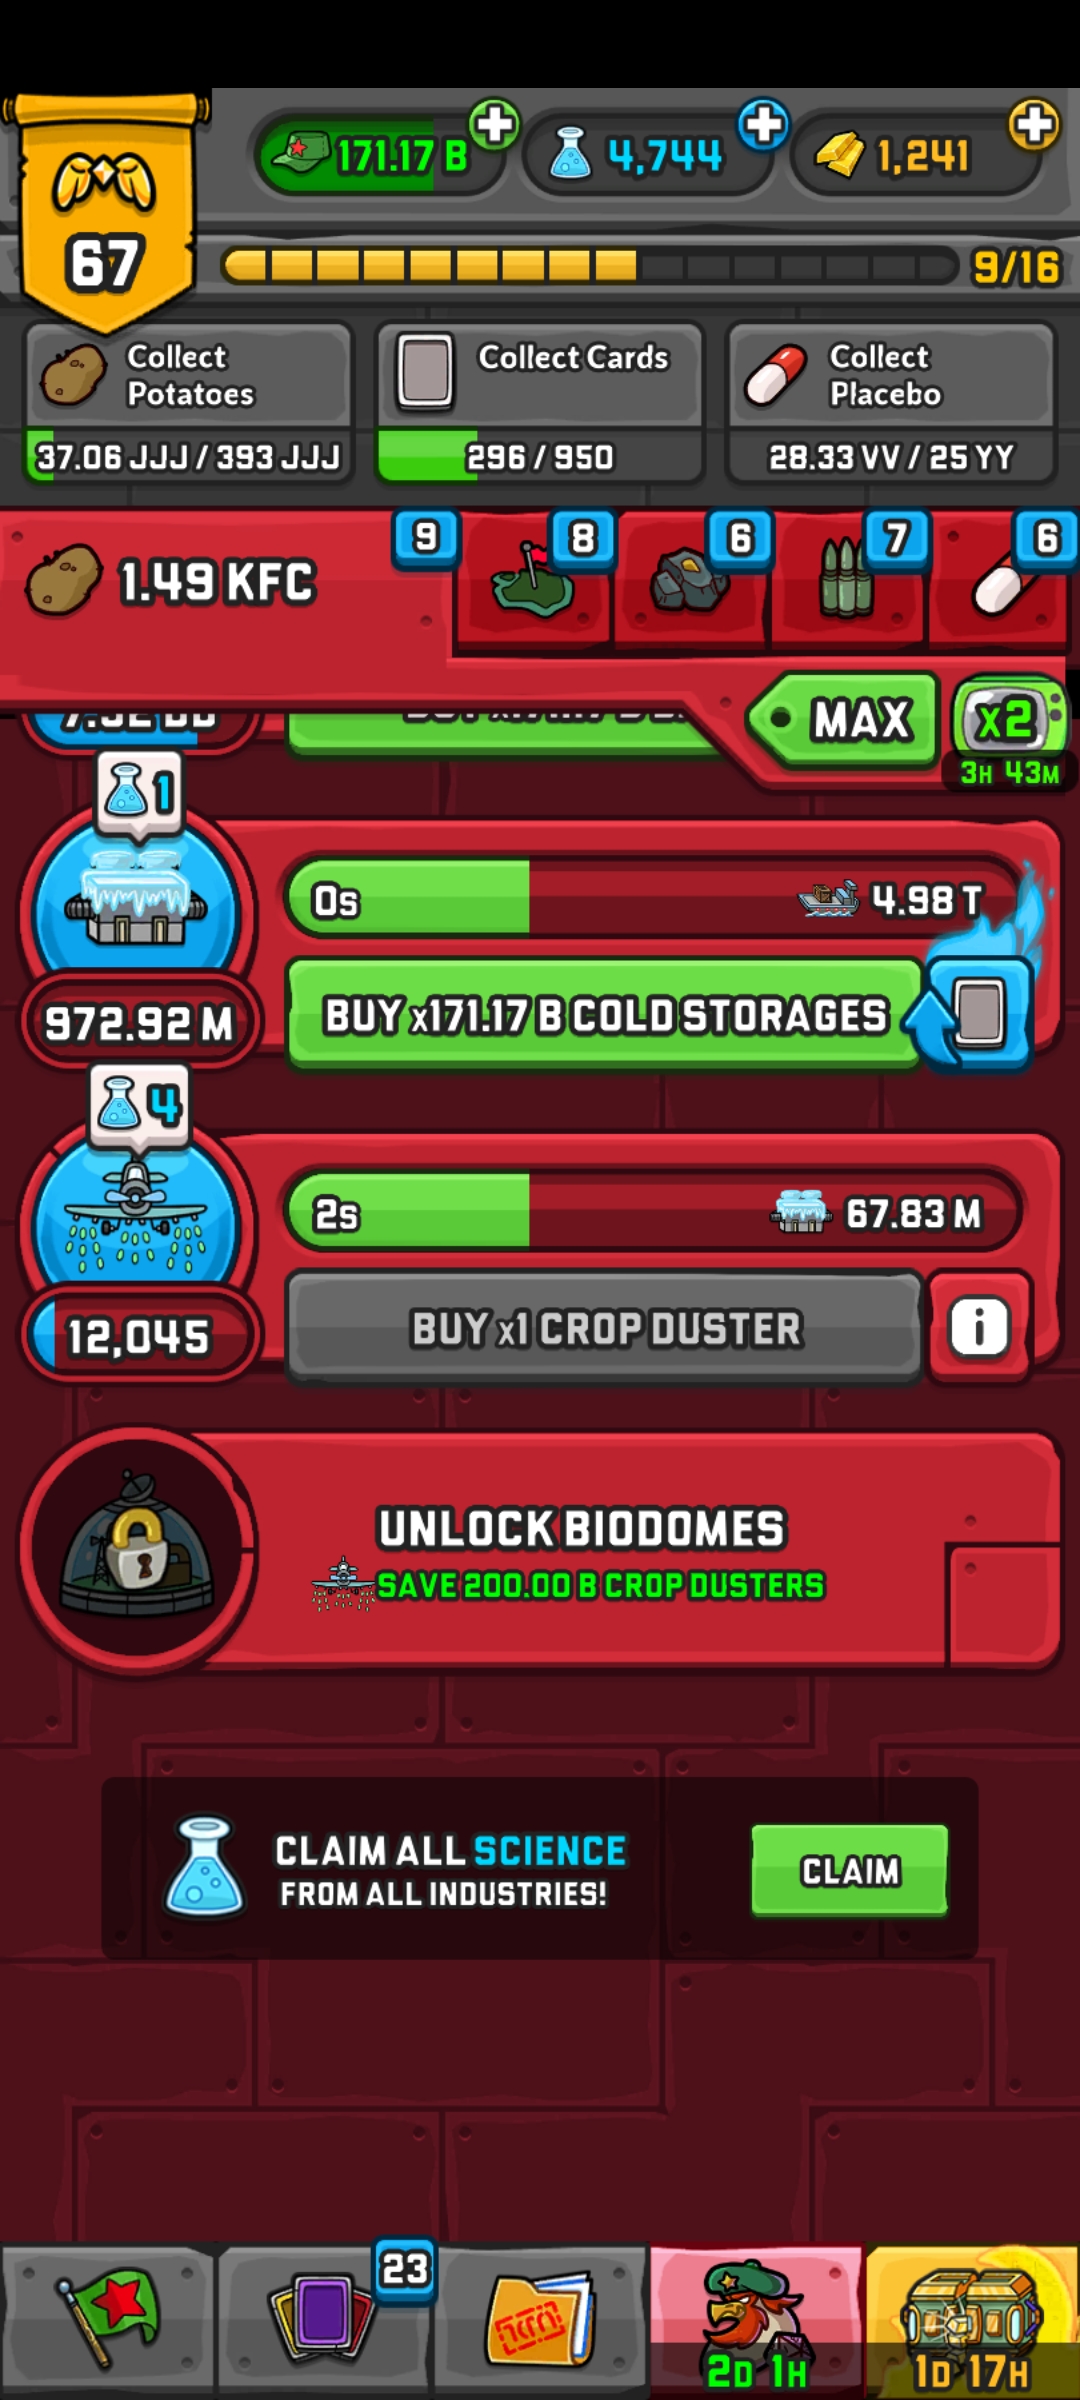 171.17 B
4,744
1,241
67
9/16
Collect Potatoes
37.06 JJJ / 393 JJJ
Collect Cards
296 / 950
Collect Placebo
28.33 VV / 25 YY
1.49 KFC
9
8
6
7
6
MAX
x2
3H 43M
1
0s
4.98 T
972.92 M
BUY x171.17 B COLD STORAGES
4
2s
67.83 M
12,045
BUY x1 CROP DUSTER
i
UNLOCK BIODOMES
SAVE 200.00 B CROP DUSTERS
CLAIM ALL SCIENCE
FROM ALL INDUSTRIES!
CLAIM
23
2D 1H
1D 17H